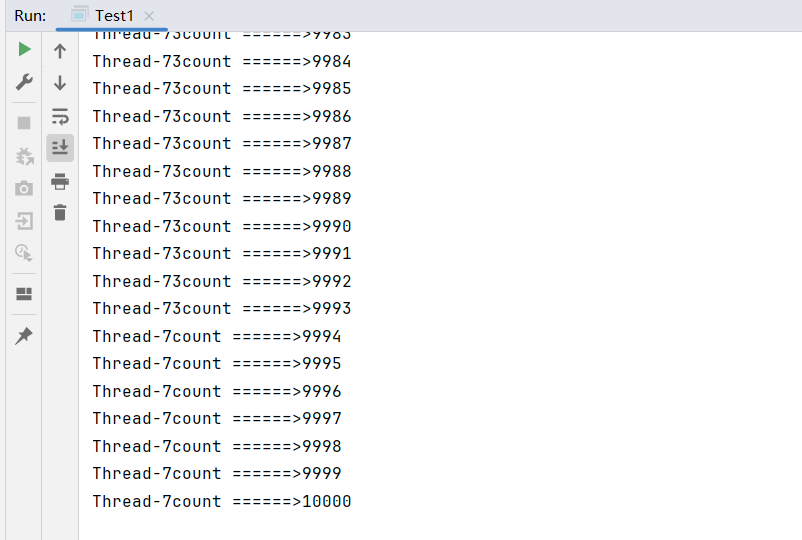 Run: Test1
Thread-73count ======>9983
Thread-73count ======>9984
Thread-73count ======>9985
Thread-73count ======>9986
Thread-73count ======>9987
Thread-73count ======>9988
Thread-73count ======>9989
Thread-73count ======>9990
Thread-73count ======>9991
Thread-73count ======>9992
Thread-73count ======>9993
Thread-7count ======>9994
Thread-7count ======>9995
Thread-7count ======>9996
Thread-7count ======>9997
Thread-7count ======>9998
Thread-7count ======>9999
Thread-7count ======>10000